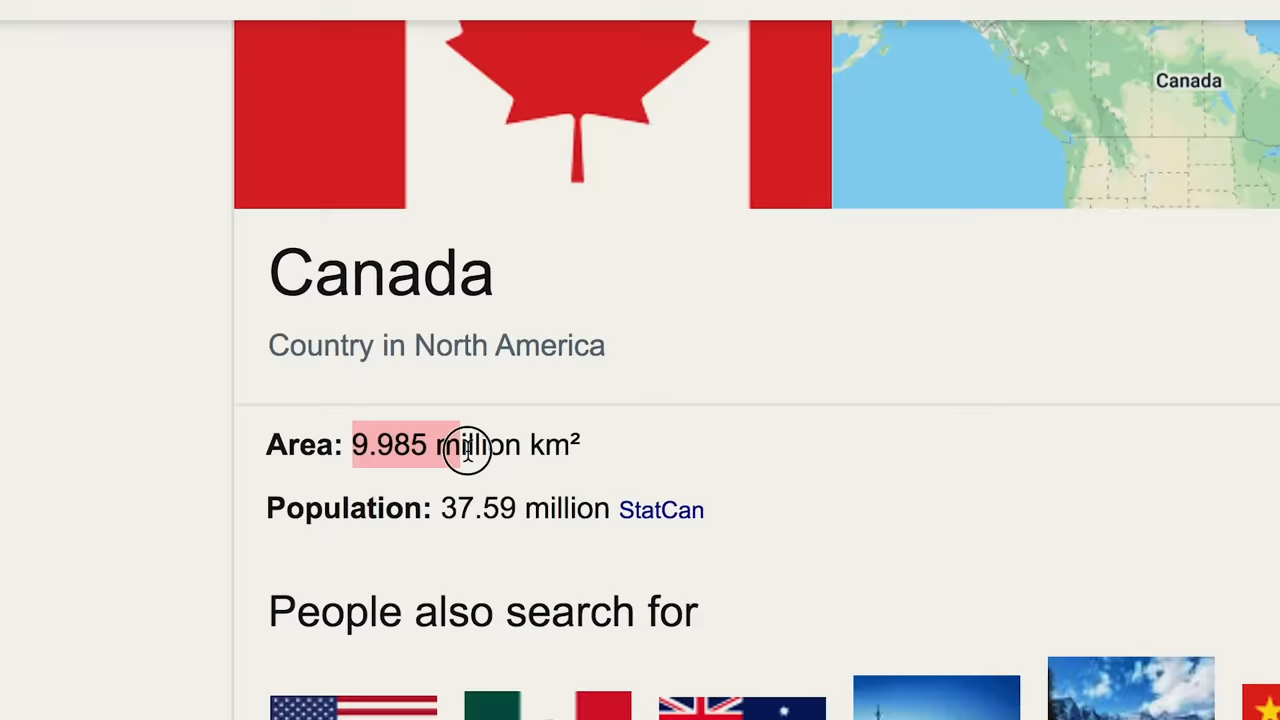 Canada
Canada
Country in North America
Area: 9.985 million km²
Population: 37.59 million StatCan
People also search for